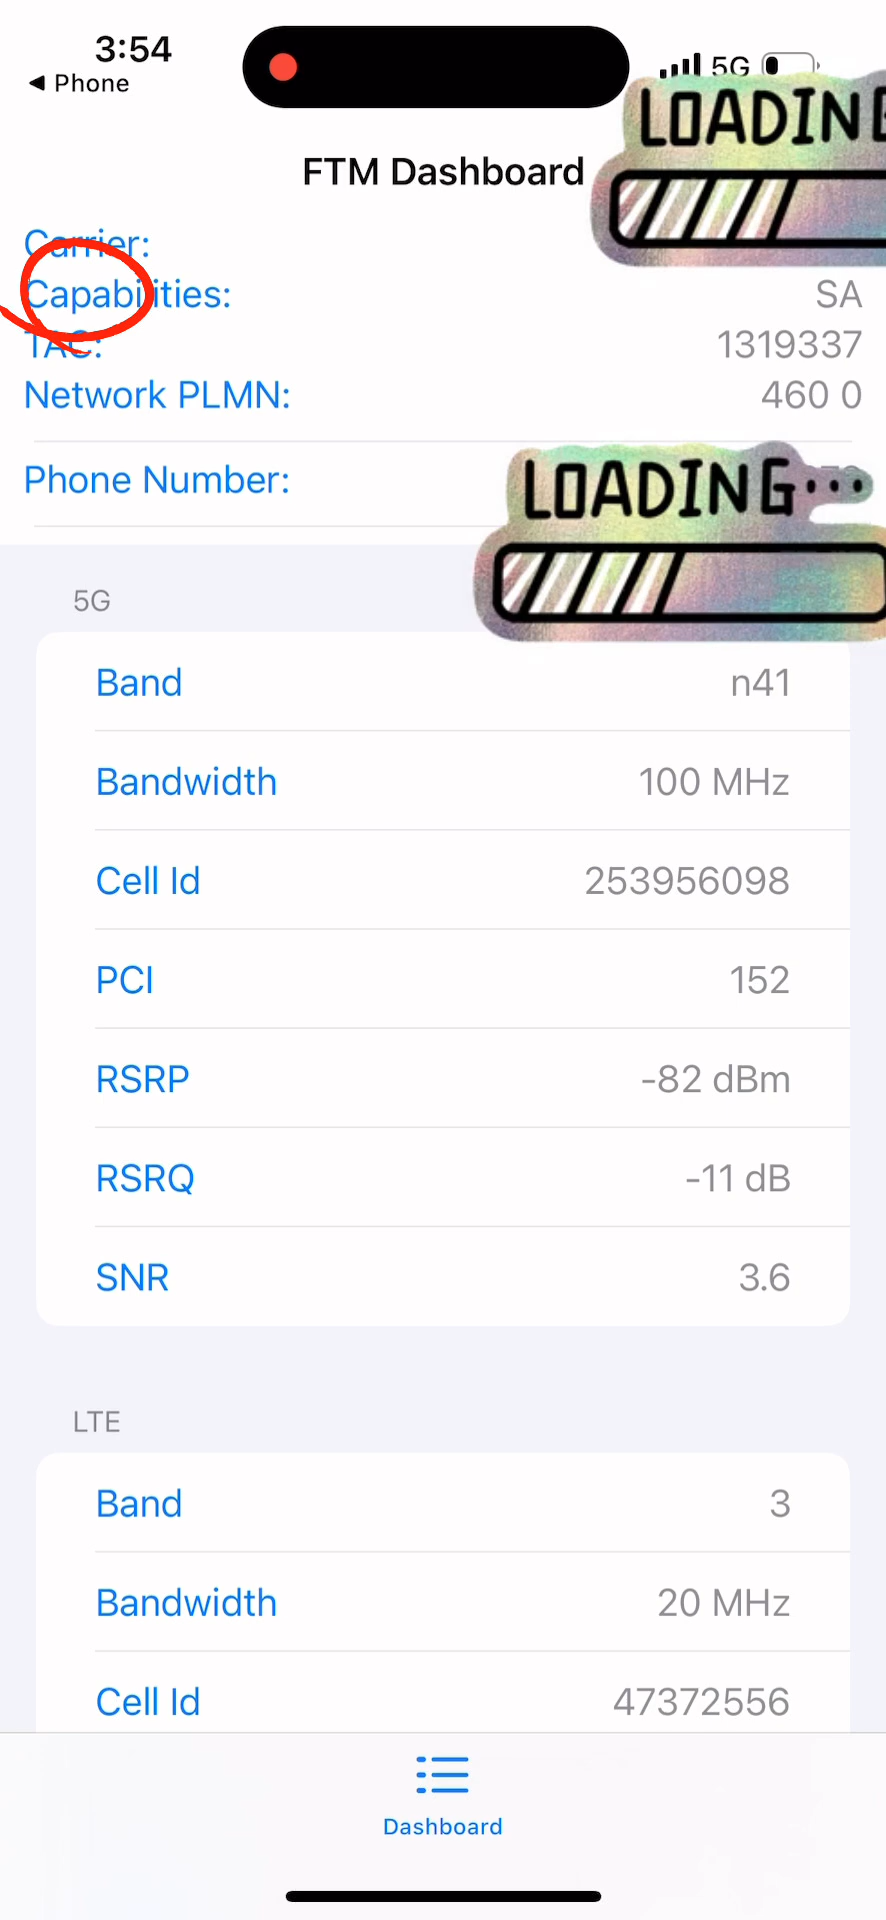 3:54
5G
◀ Phone
LOADING
FTM Dashboard
Carrier:
Capabilities: SA
TAC: 1319337
Network PLMN: 460 0
Phone Number:
LOADING...
5G
Band n41
Bandwidth 100 MHz
Cell Id 253956098
PCI 152
RSRP -82 dBm
RSRQ -11 dB
SNR 3.6
LTE
Band 3
Bandwidth 20 MHz
Cell Id 47372556
Dashboard